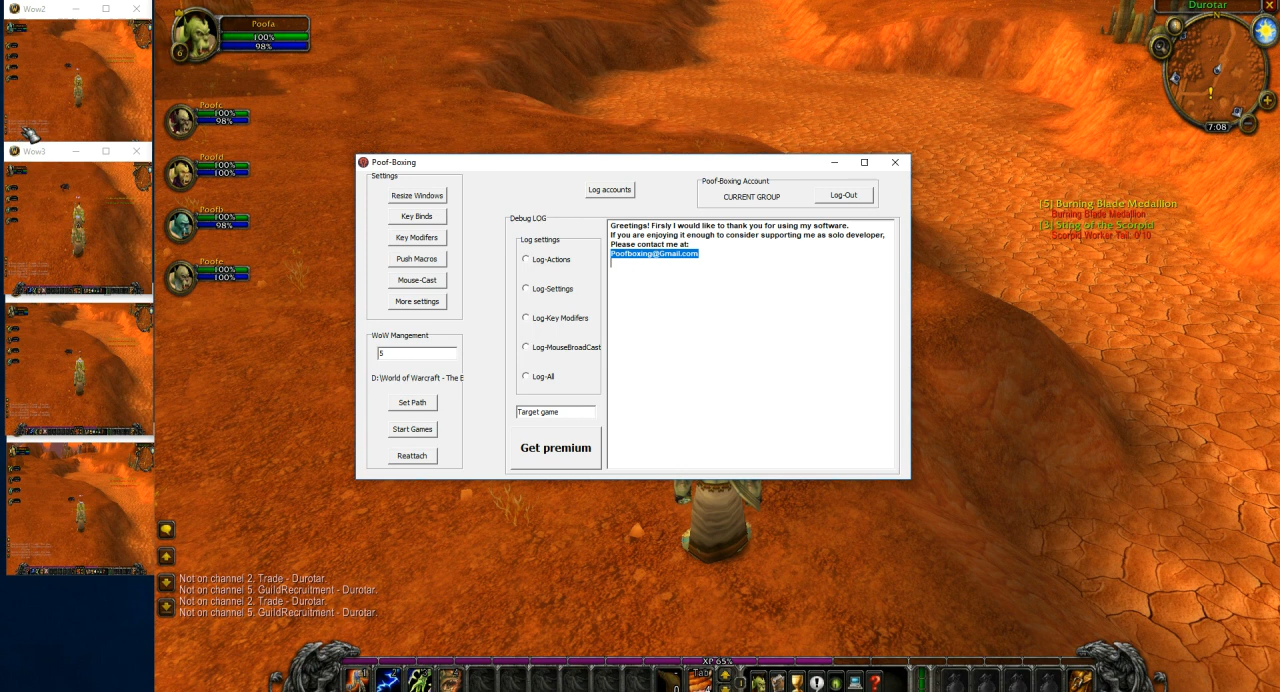 Wow2
Wow3
Poofa
100%
98%
6
Poofc
100%
98%
Poofd
100%
100%
Poofb
100%
98%
Poofe
100%
100%
Durotar
N
7:08
[5] Burning Blade Medallion
Burning Blade Medallion
[3] Sting of the Scorpid
Scorpid Worker Tail: 0/10
Poof-Boxing
Settings
Resize Windows
Key Binds
Key Modifers
Push Macros
Mouse-Cast
More settings
WoW Mangement
5
D:\World of Warcraft - The E
Set Path
Start Games
Reattach
Log accounts
Poof-Boxing Account
CURRENT GROUP
Log-Out
Debug LOG
Log settings
Log-Actions
Log-Settings
Log-Key Modifers
Log-MouseBroadCast
Log-All
Target game
Get premium
Greetings! Firsly I would like to thank you for using my software.
If you are enjoying it enough to consider supporting me as solo developer,
Please contact me at:
Poofboxing@Gmail.com
Not on channel 2. Trade - Durotar.
Not on channel 5. GuildRecruitment - Durotar.
Not on channel 2. Trade - Durotar.
Not on channel 5. GuildRecruitment - Durotar.
XP 65%